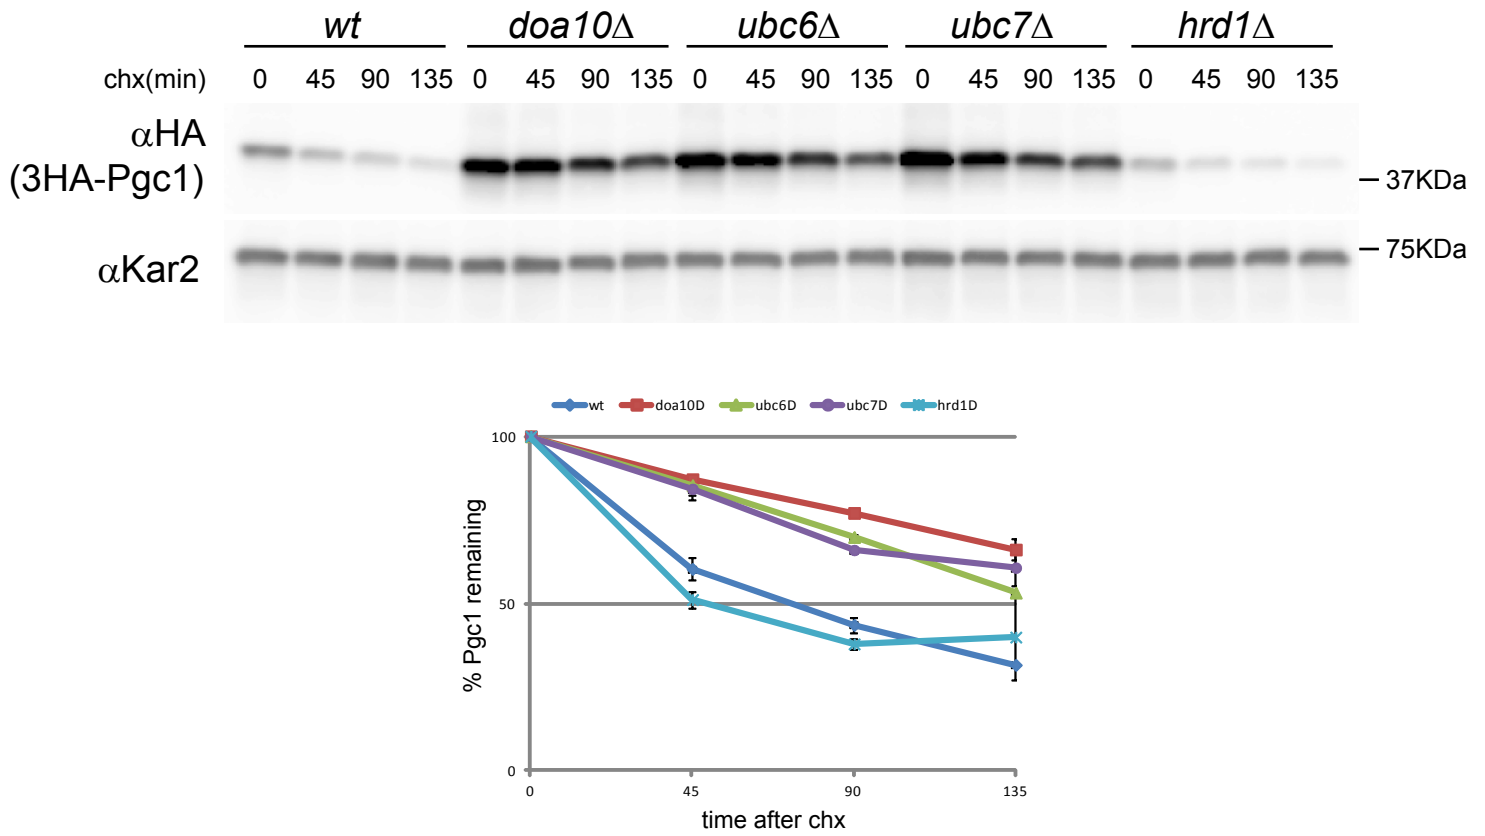 wt doa10Δ ubc6Δ ubc7Δ hrd1Δ
chx(min) 0 45 90 135 0 45 90 135 0 45 90 135 0 45 90 135 0 45 90 135
αHA
(3HA-Pgc1)
37KDa
αKar2
75KDa
wt doa10D ubc6D ubc7D hrd1D
100
50
0
% Pgc1 remaining
0 45 90 135
time after chx